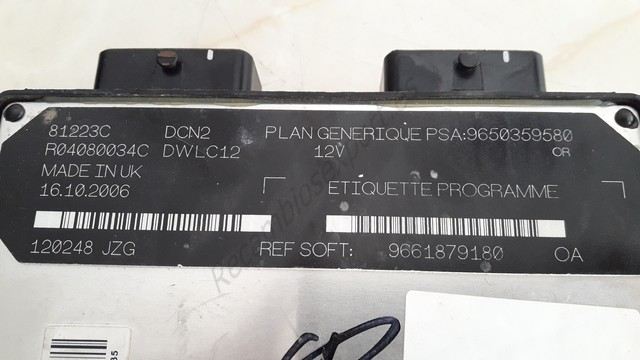 81223C DCN2 PLAN GENERIQUE PSA:9650359580
R04080034C DWLC12 12V OR
MADE IN UK
16.10.2006 ETIQUETTE PROGRAMME
120248 JZG REF SOFT: 9661879180 OA